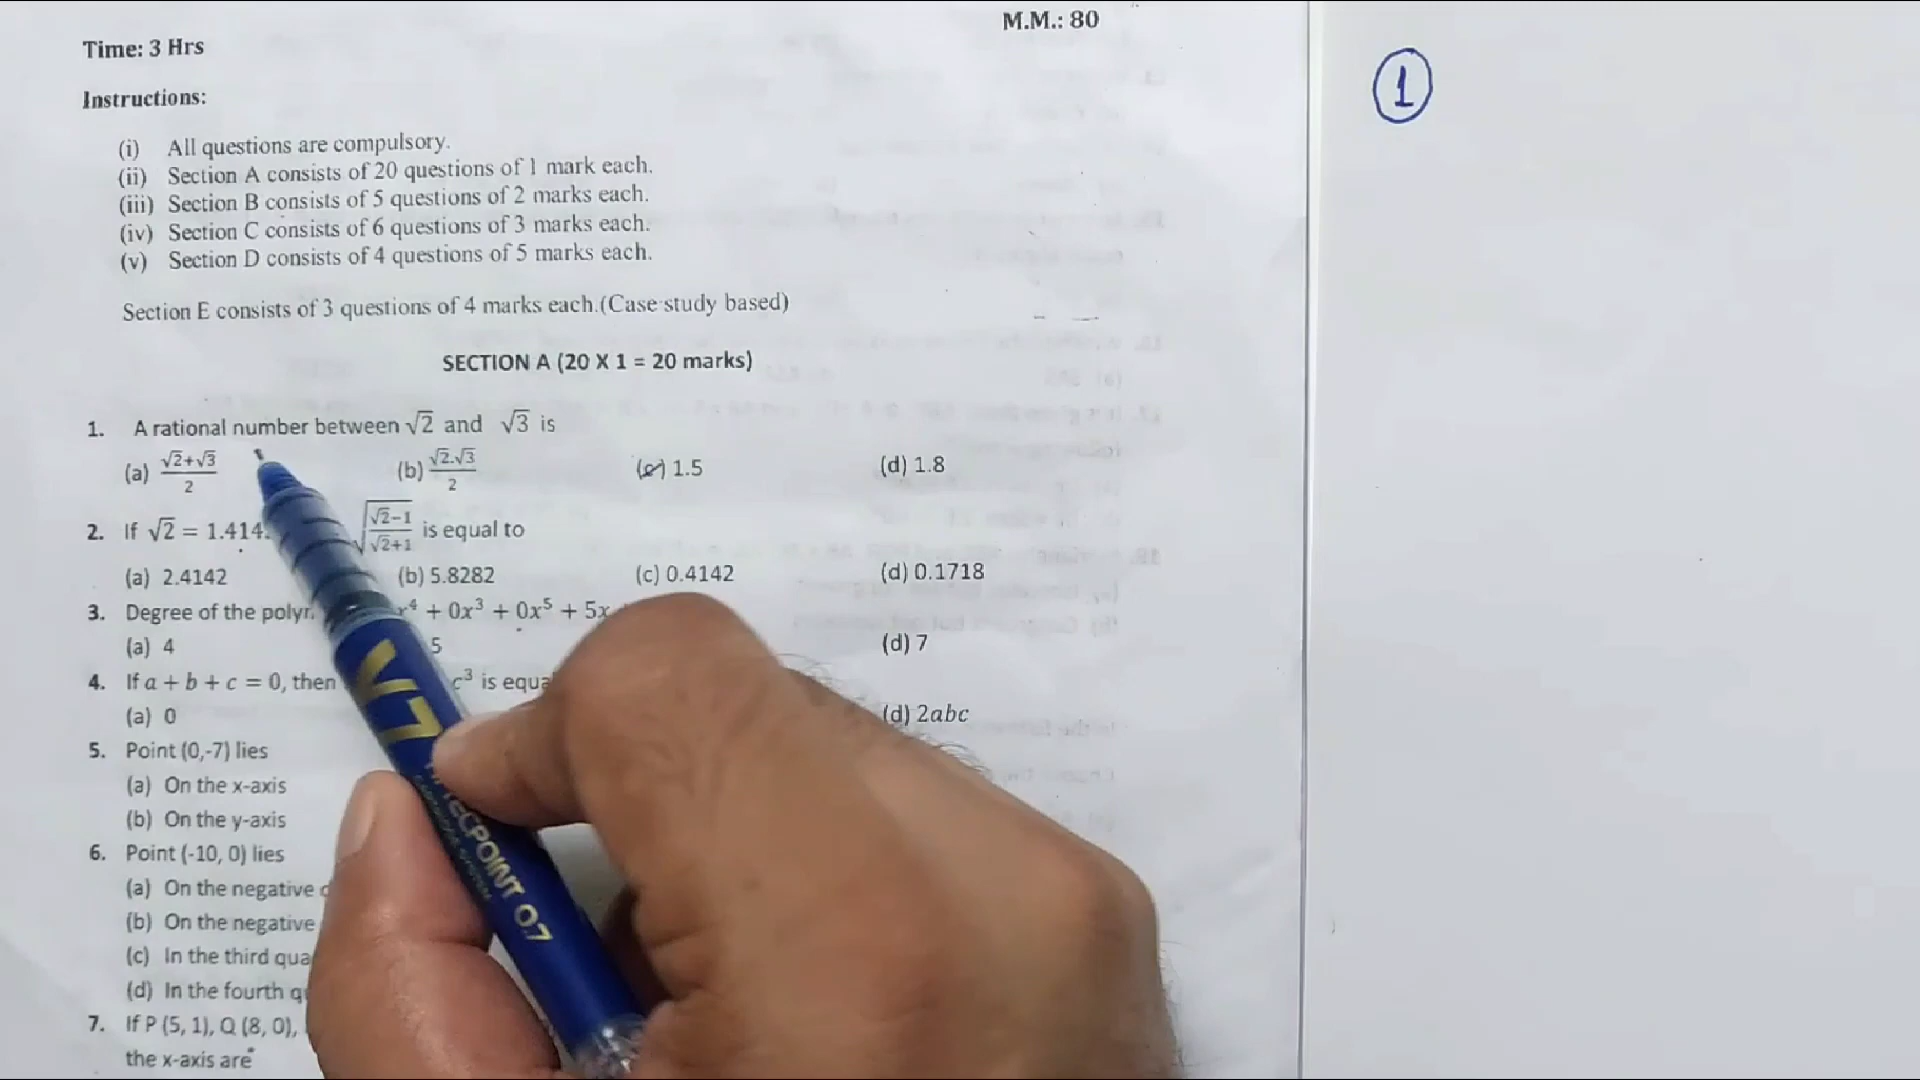 M.M.: 80
Time: 3 Hrs
Instructions:
(i) All questions are compulsory.
(ii) Section A consists of 20 questions of 1 mark each.
(iii) Section B consists of 5 questions of 2 marks each.
(iv) Section C consists of 6 questions of 3 marks each.
(v) Section D consists of 4 questions of 5 marks each.
Section E consists of 3 questions of 4 marks each.(Case study based)
SECTION A (20 X 1 = 20 marks)
1. A rational number between √2 and √3 is
(a) (√2+√3)/2 (b) (√2.√3)/2 (c) 1.5 (d) 1.8
2. If √2 = 1.414 √((√2−1)/(√2+1)) is equal to
(a) 2.4142 (b) 5.8282 (c) 0.4142 (d) 0.1718
3. Degree of the x⁴ + 0x³ + 0x⁵ + 5x
(a) 4 5 (d) 7
4. If a + b + c = 0, then c³ is
(a) 0 (d) 2abc
5. Point (0,-7) lies
(a) On the x-axis
(b) On the y-axis
6. Point (-10, 0) lies
(a) On the negative
(b) On the negative
(c) In the third
(d) In the fourth
7. If P (5, 1), Q (8, 0),
the x-axis are
1
V7
HI-TECPOINT 0.7